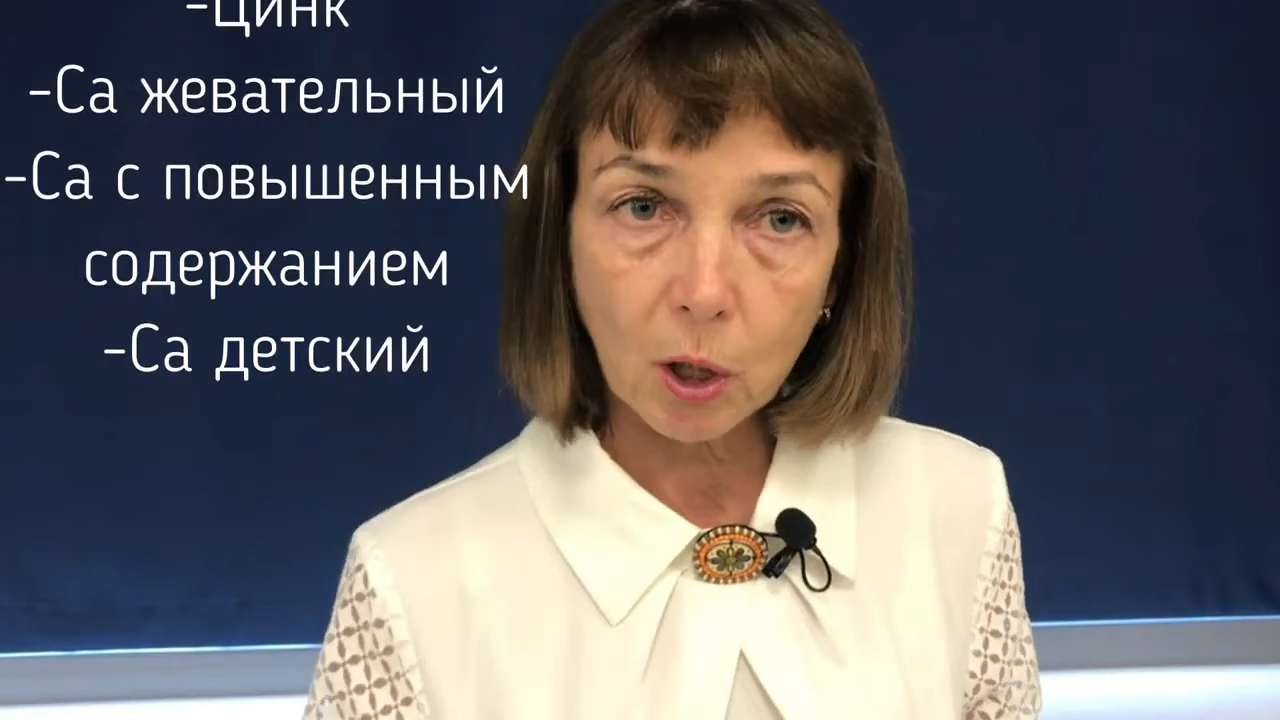 -цинк
-Са жевательный
-Са с повышенным
содержанием
-Са детский